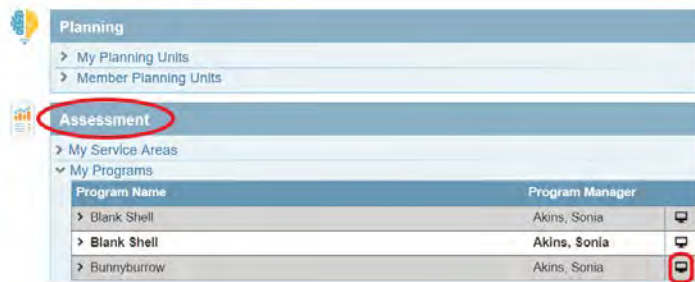 Planning
My Planning Units
Member Planning Units
Assessment
My Service Areas
My Programs
Program Name Program Manager
Blank Shell Akins, Sonia
Blank Shell Akins, Sonia
Bunnyburrow Akins, Sonia